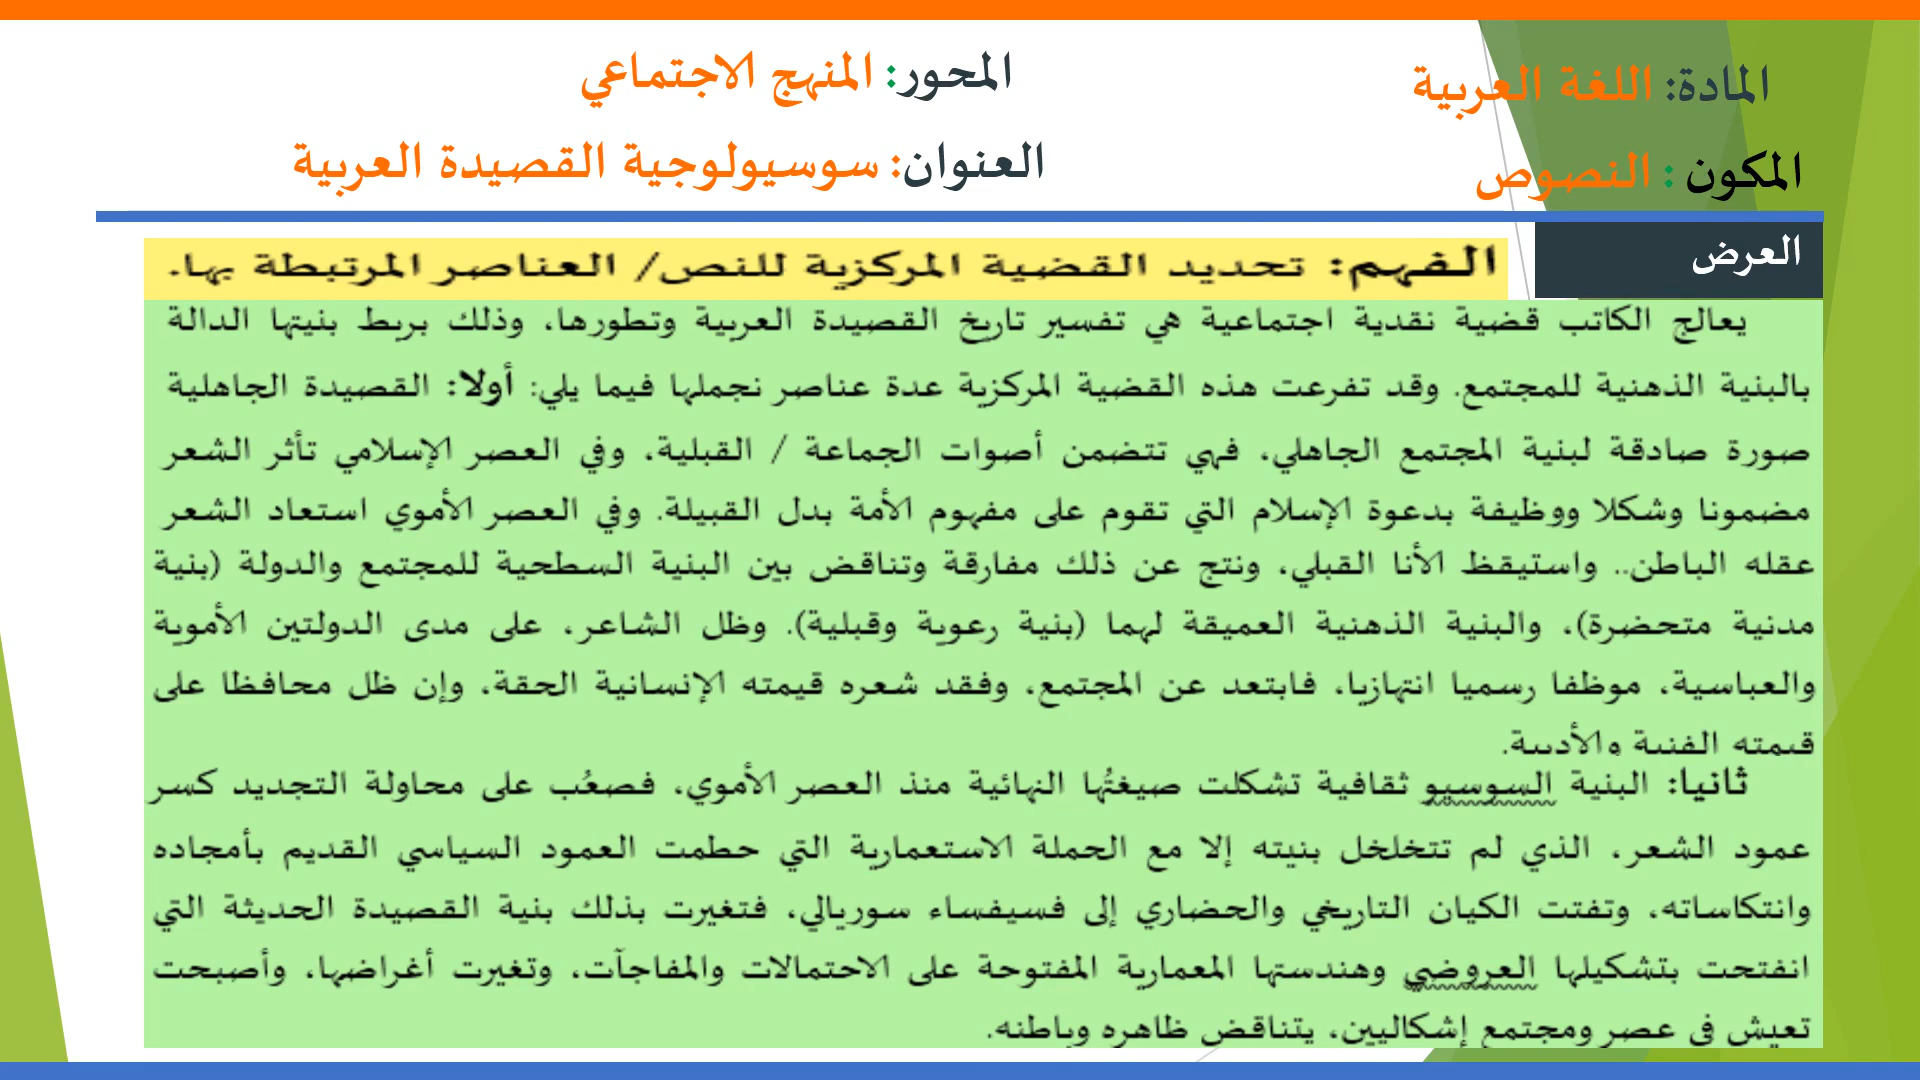 المادة: اللغة العربية
المحور: المنهج الاجتماعي
المكون : النصوص
العنوان: سوسيولوجية القصيدة العربية
العرض
الفهم: تحديد القضية المركزية للنص/ العناصر المرتبطة بها.
يعالج الكاتب قضية نقدية اجتماعية هي تفسير تاريخ القصيدة العربية وتطورها، وذلك بربط بنيتها الدالة
بالبنية الذهنية للمجتمع. وقد تفرعت هذه القضية المركزية عدة عناصر نجملها فيما يلي: أولا: القصيدة الجاهلية
صورة صادقة لبنية المجتمع الجاهلي، فهي تتضمن أصوات الجماعة / القبلية، وفي العصر الإسلامي تأثر الشعر
مضمونا وشكلا ووظيفة بدعوة الإسلام التي تقوم على مفهوم الأمة بدل القبيلة. وفي العصر الأموي استعاد الشعر
عقله الباطن.. واستيقظ الأنا القبلي، ونتج عن ذلك مفارقة وتناقض بين البنية السطحية للمجتمع والدولة (بنية
مدنية متحضرة)، والبنية الذهنية العميقة لهما (بنية رعوية وقبلية). وظل الشاعر، على مدى الدولتين الأموية
والعباسية، موظفا رسميا انتهازيا، فابتعد عن المجتمع، وفقد شعره قيمته الإنسانية الحقة، وإن ظل محافظا على
قيمته الفنية والأدبية.
ثانيا: البنية السوسيو ثقافية تشكلت صيغتُها النهائية منذ العصر الأموي، فصعُب على محاولة التجديد كسر
عمود الشعر، الذي لم تتخلخل بنيته إلا مع الحملة الاستعمارية التي حطمت العمود السياسي القديم بأمجاده
وانتكاساته، وتفتت الكيان التاريخي والحضاري إلى فسيفساء سوريالي، فتغيرت بذلك بنية القصيدة الحديثة التي
انفتحت بتشكيلها العروضي وهندستها المعمارية المفتوحة على الاحتمالات والمفاجآت، وتغيرت أغراضها، وأصبحت
تعيش في عصر ومجتمع إشكاليين، يتناقض ظاهره وباطنه.